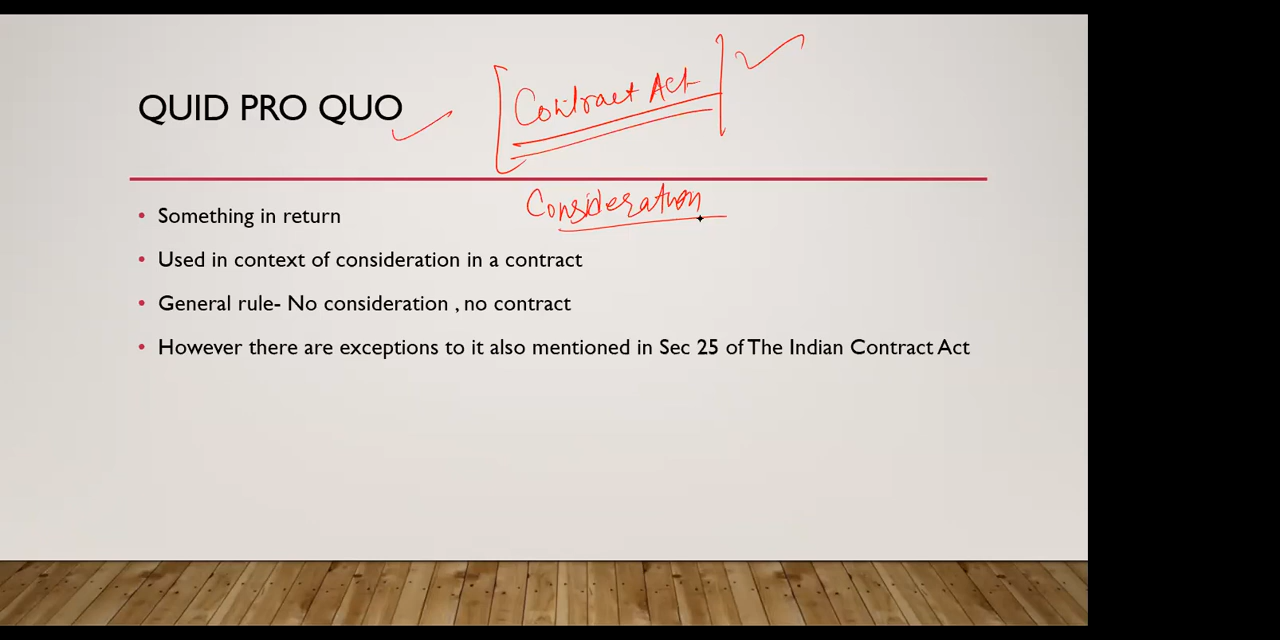 Contract Act
QUID PRO QUO
Consideration
• Something in return
• Used in context of consideration in a contract
• General rule- No consideration , no contract
• However there are exceptions to it also mentioned in Sec 25 of The Indian Contract Act